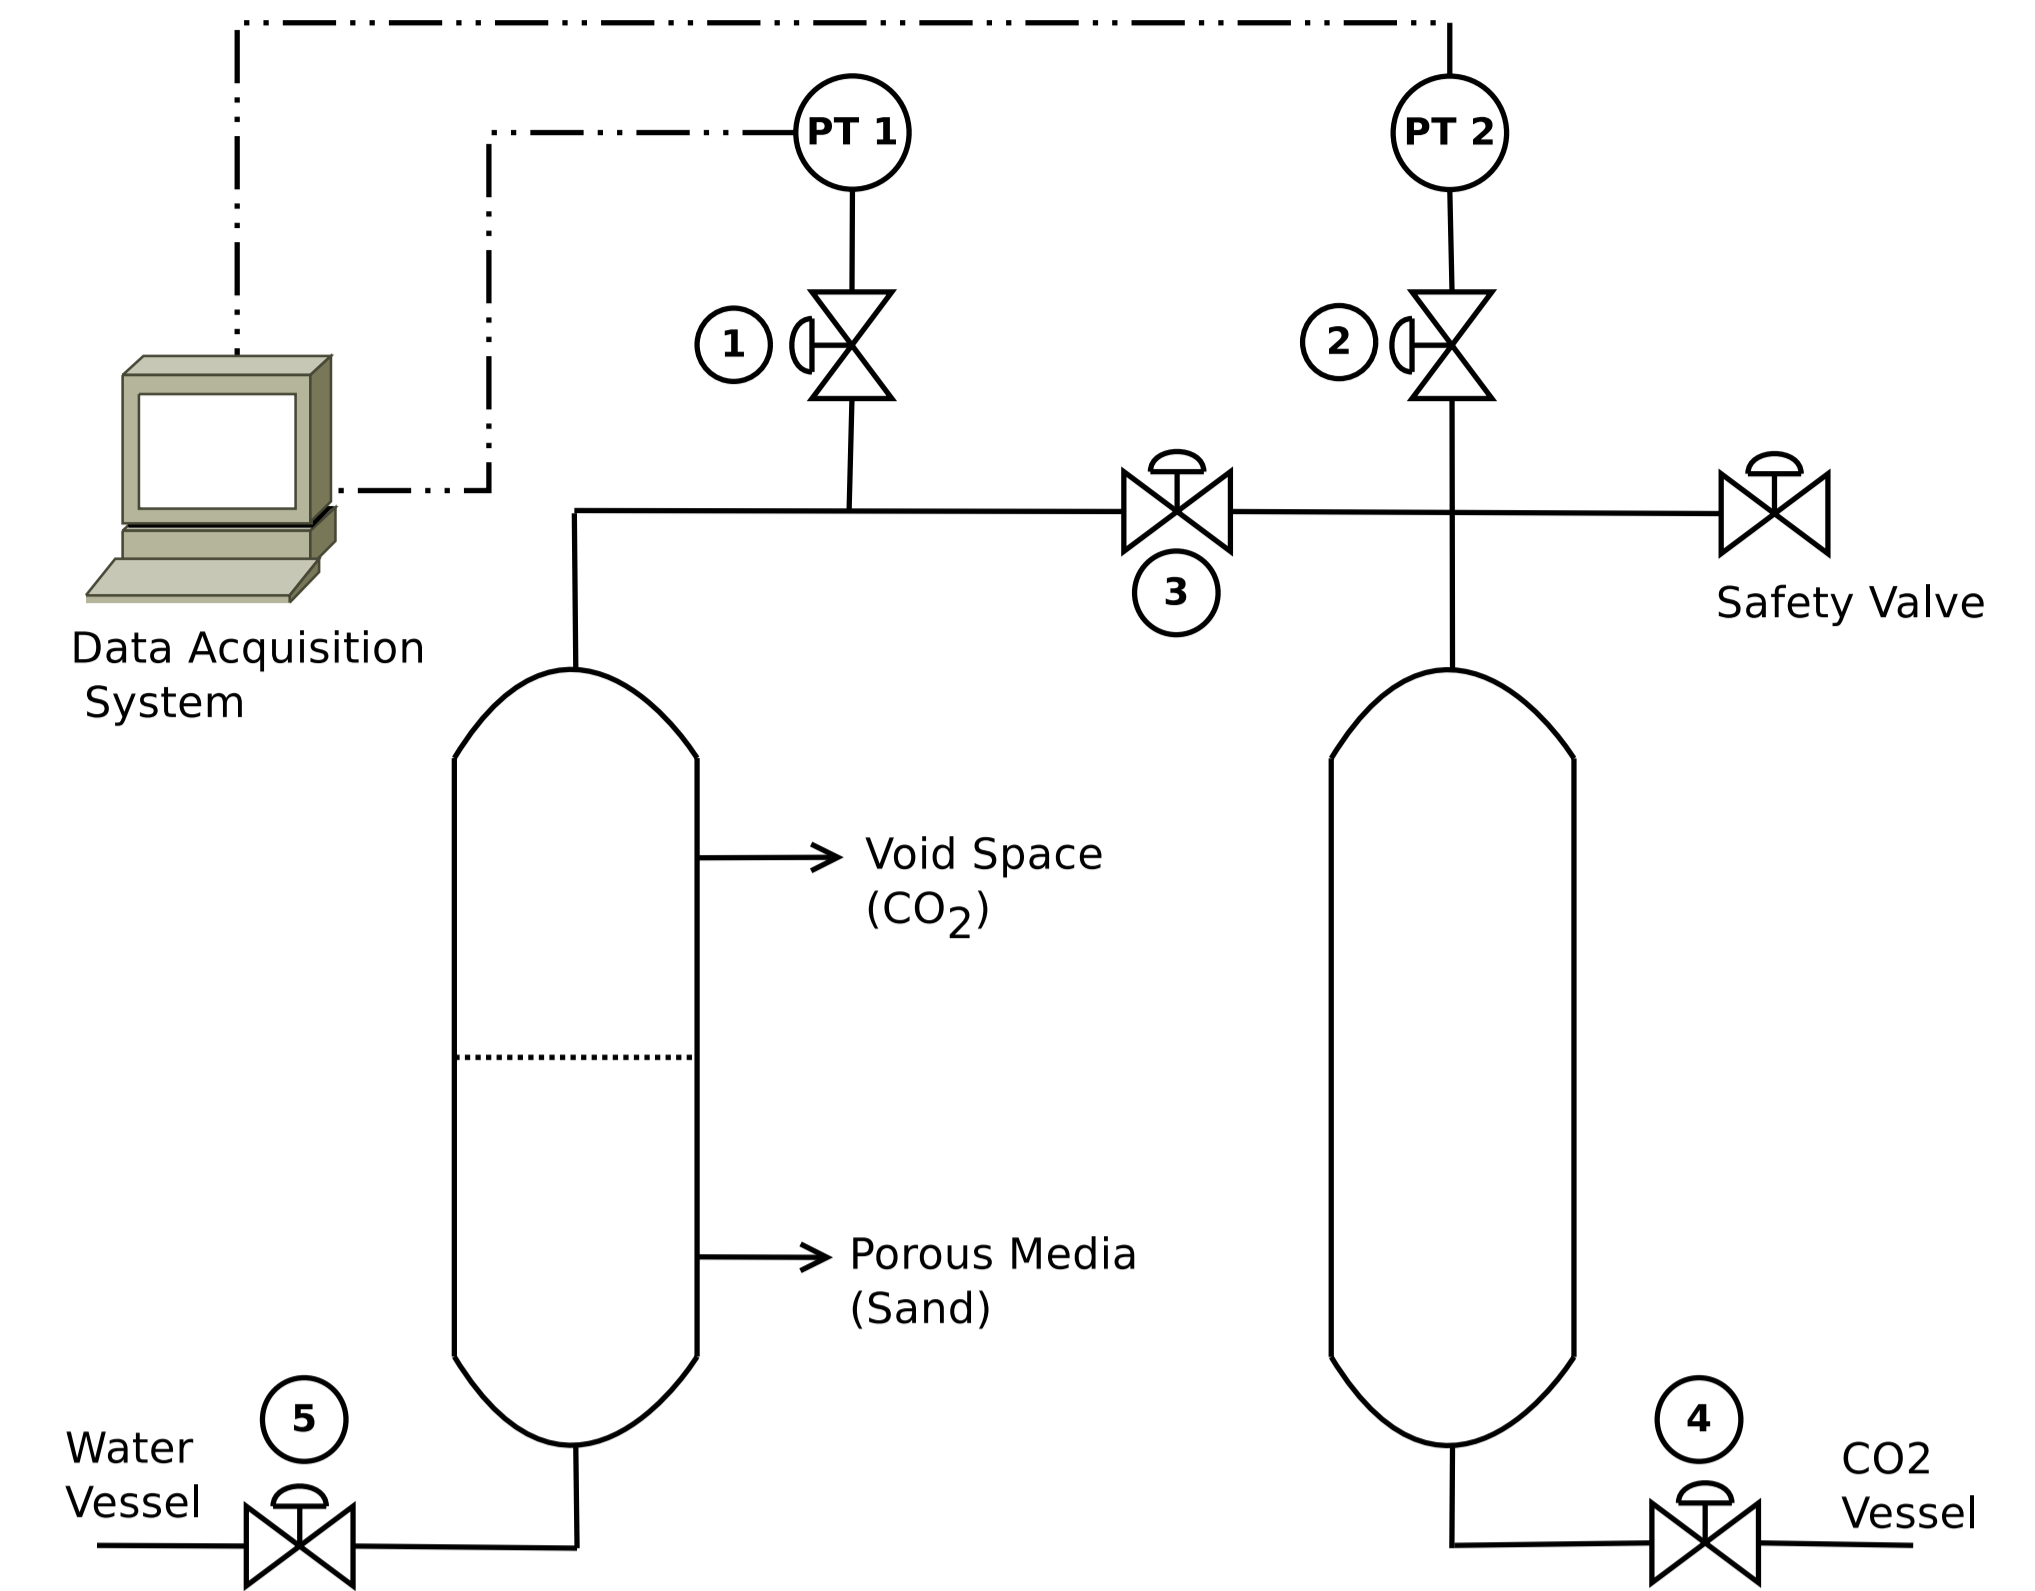 PT 1
PT 2
1
2
3
Safety Valve
Data Acquisition
System
Void Space
(CO2)
Porous Media
(Sand)
5
4
Water
Vessel
CO2
Vessel